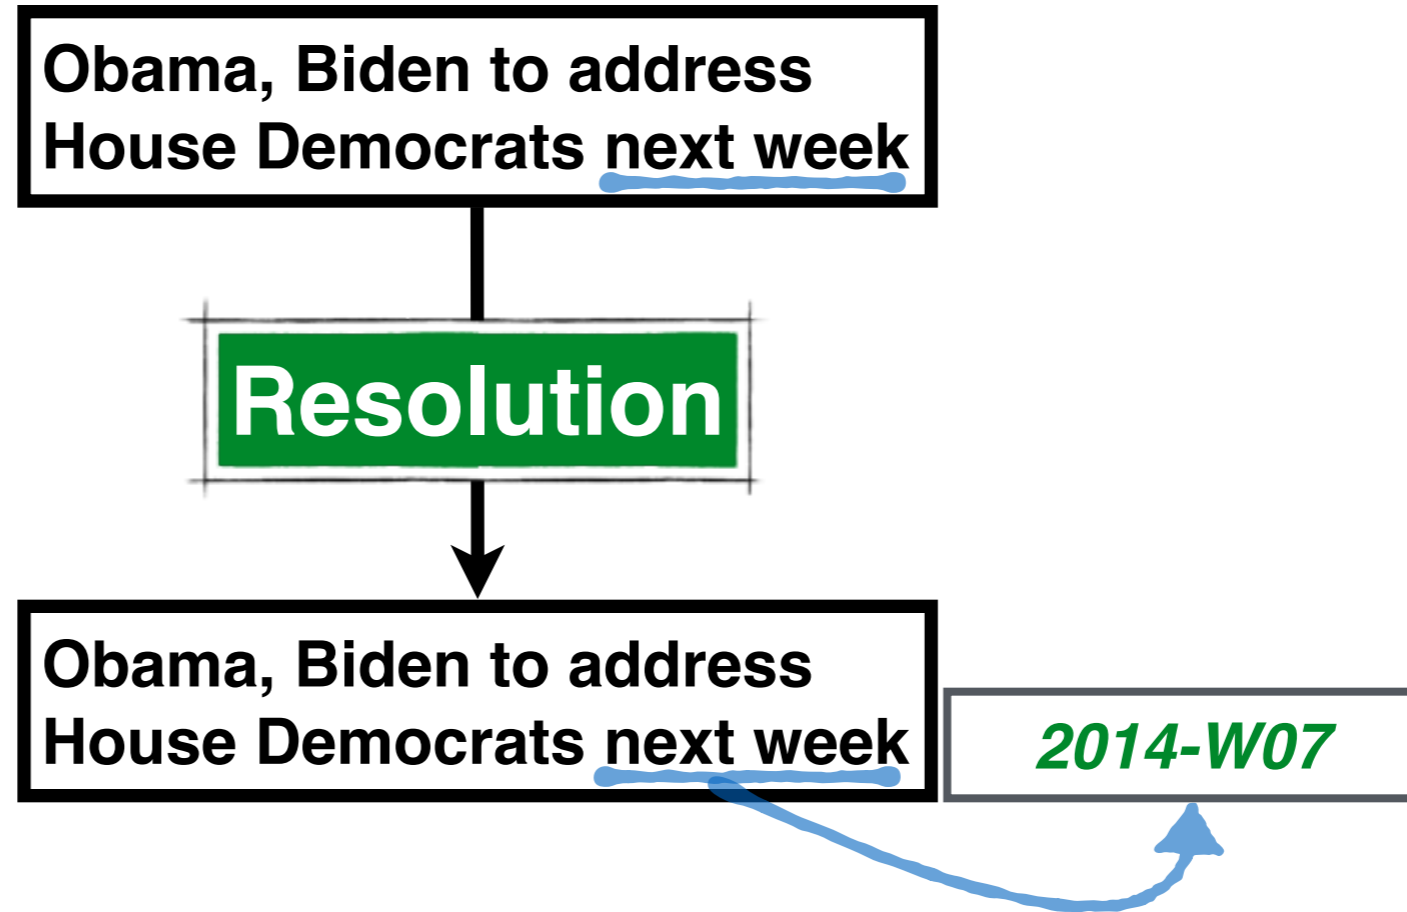 Obama, Biden to address
House Democrats next week
Resolution
Obama, Biden to address
House Democrats next week
2014-W07